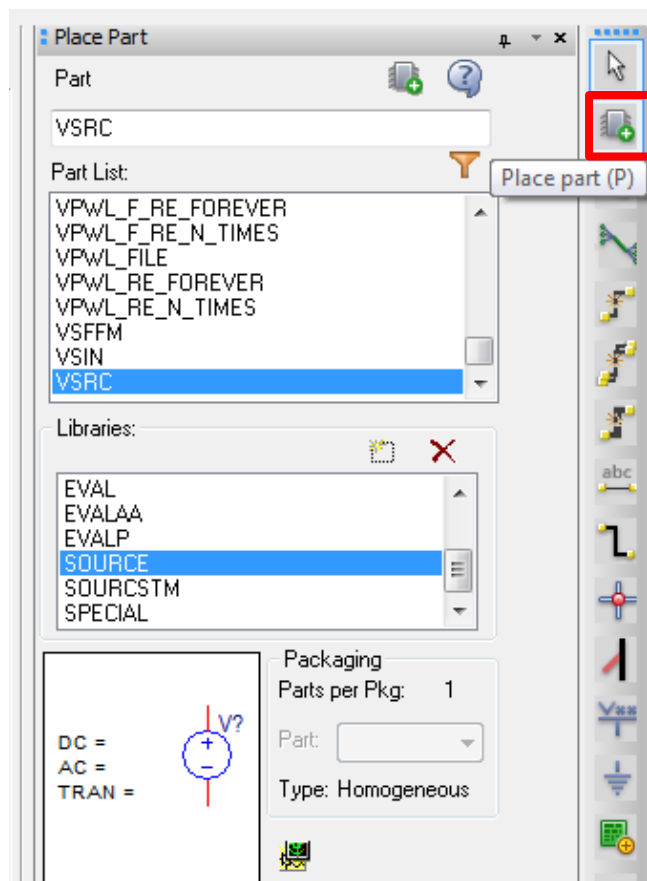 Place Part
Part
VSRC
Part List:
Place part (P)
VPWL_F_RE_FOREVER
VPWL_F_RE_N_TIMES
VPWL_FILE
VPWL_RE_FOREVER
VPWL_RE_N_TIMES
VSFFM
VSIN
VSRC
abc
Libraries:
EVAL
EVALAA
EVALP
SOURCE
SOURCSTM
SPECIAL
Packaging
Parts per Pkg: 1
Part:
Type: Homogeneous
V?
DC =
AC =
TRAN =